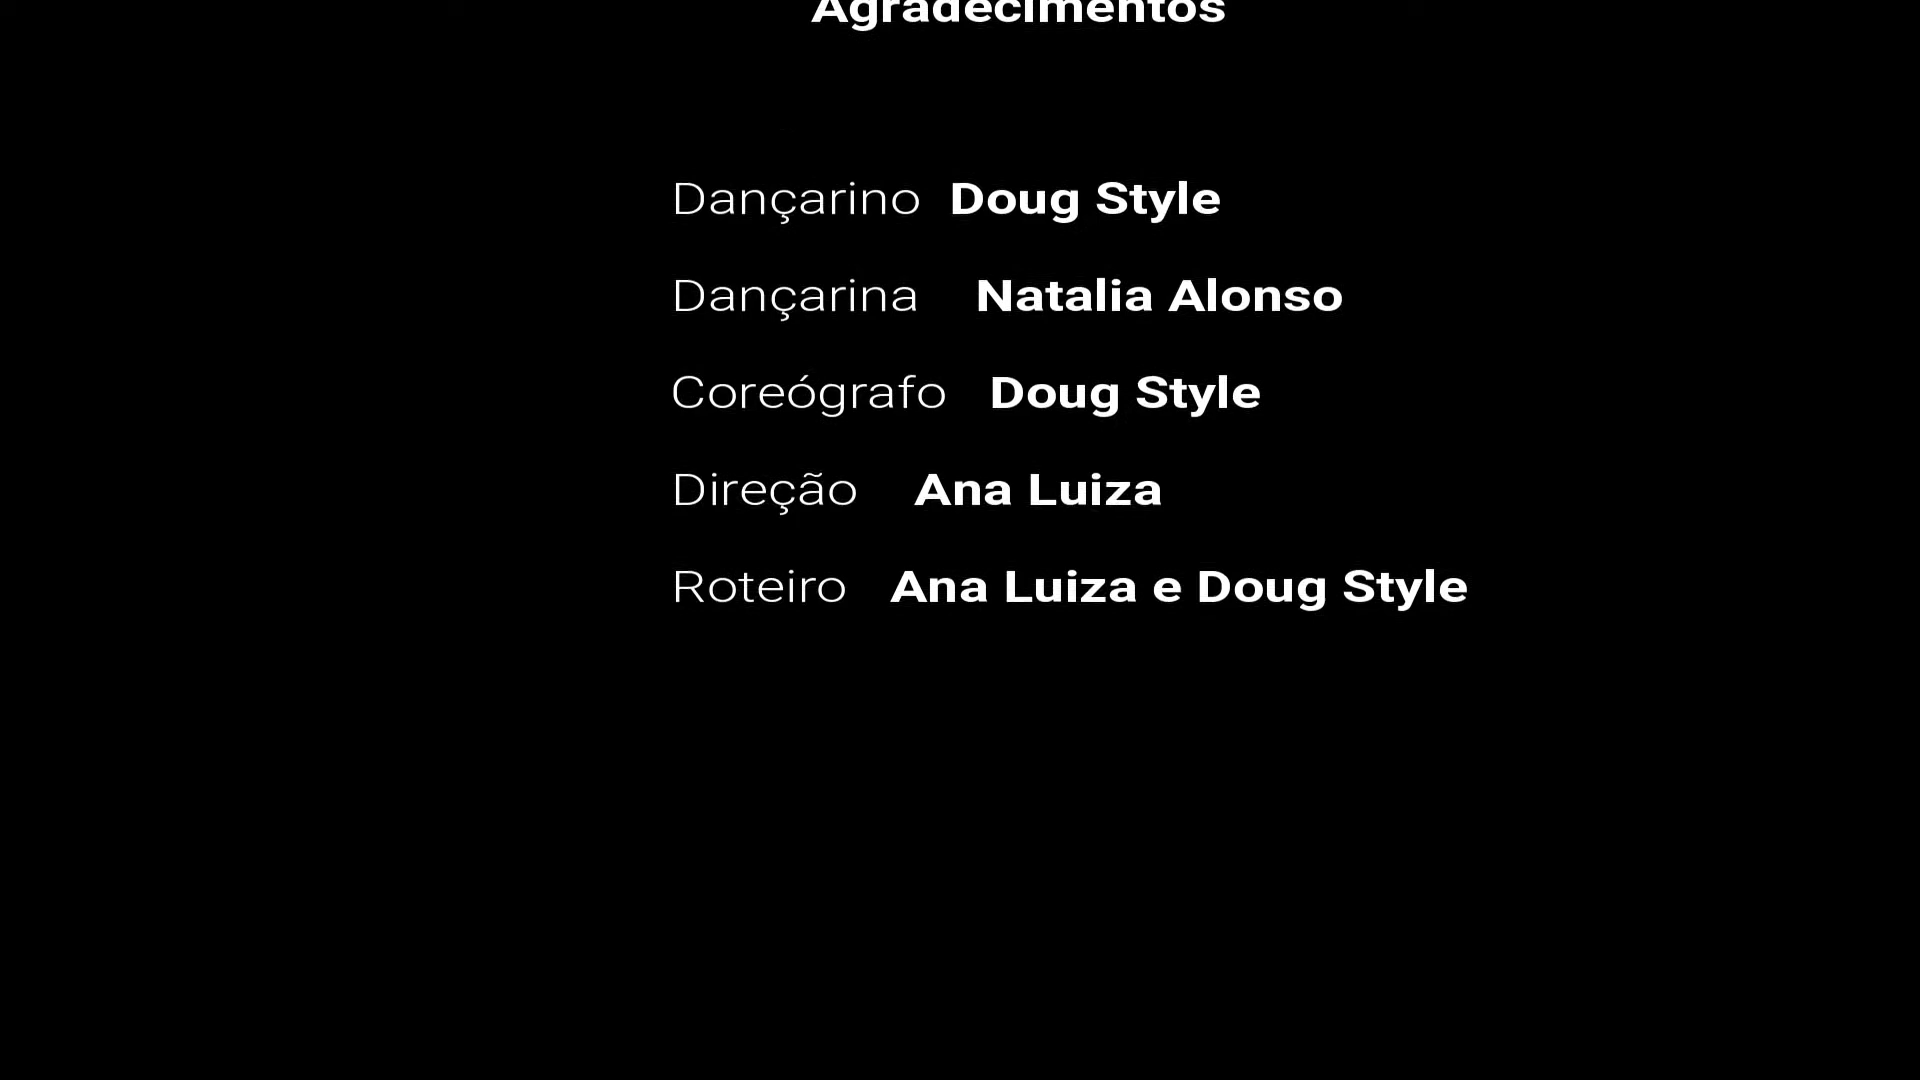 Agradecimentos
Dançarino Doug Style
Dançarina Natalia Alonso
Coreógrafo Doug Style
Direção Ana Luiza
Roteiro Ana Luiza e Doug Style